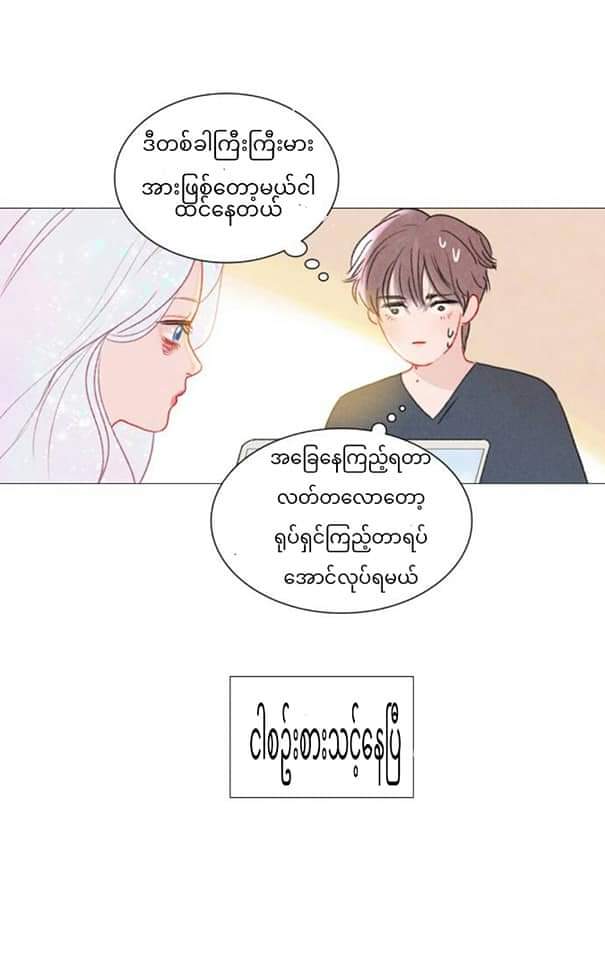 ဒီတစ်ခါကြီးကြီးမား
အားဖြစ်တော့မယ်ငါ
ထင်နေတယ်
အခြေနေကြည့်ရတာ
လတ်တလောတော့
ရုပ်ရှင်ကြည့်တာရပ်
အောင်လုပ်ရမယ်
ငါစဉ်းစားသင့်နေပြီ